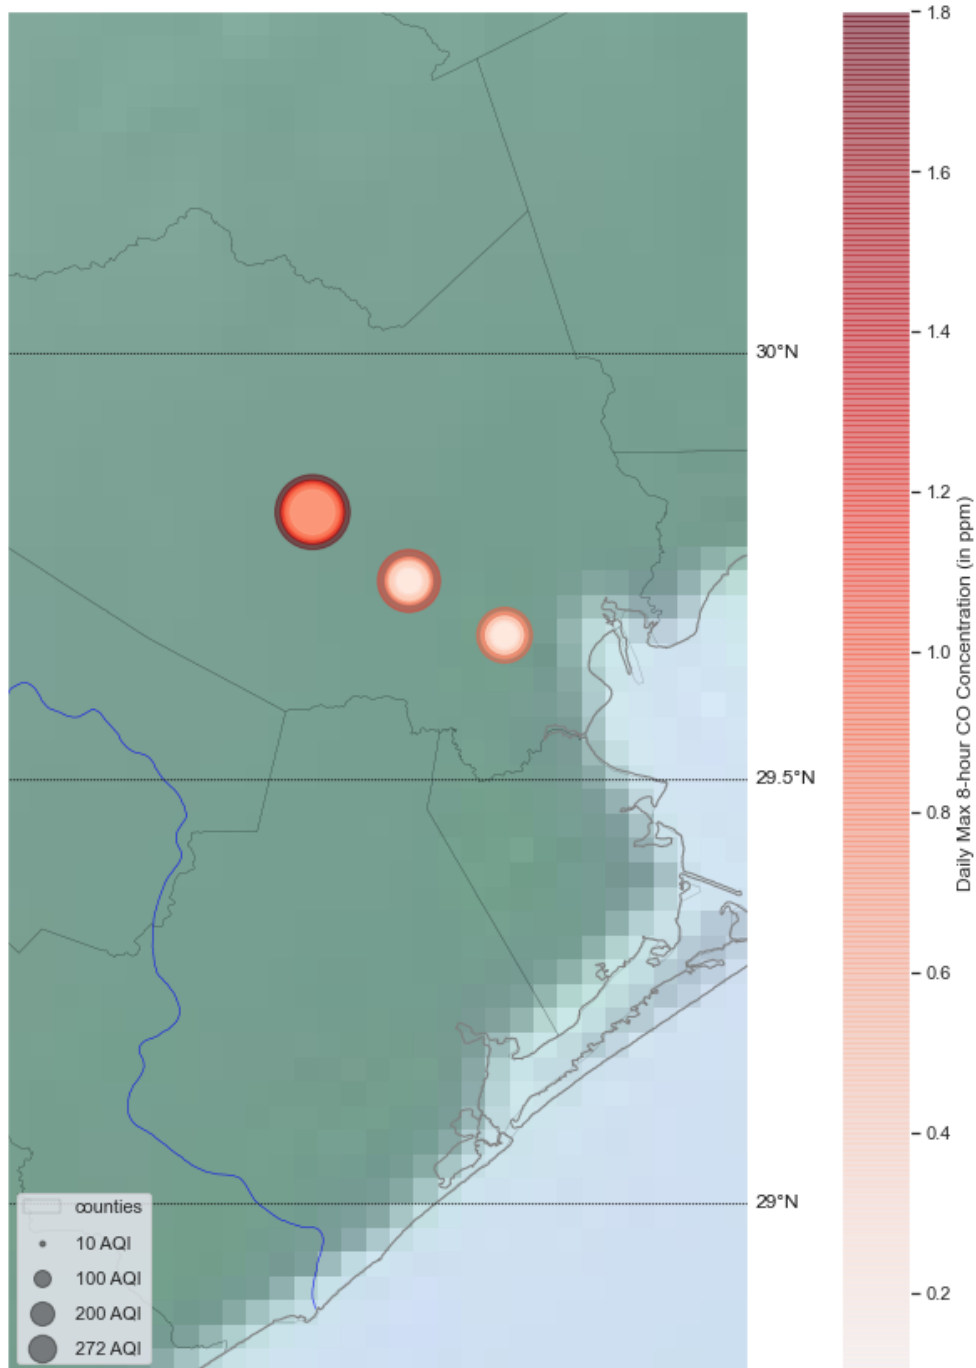 1.8
1.6
1.4
30°N
1.2
Daily Max 8-hour CO Concentration (in ppm)
1.0
29.5°N
0.8
0.6
0.4
29°N
0.2
counties
10 AQI
100 AQI
200 AQI
272 AQI